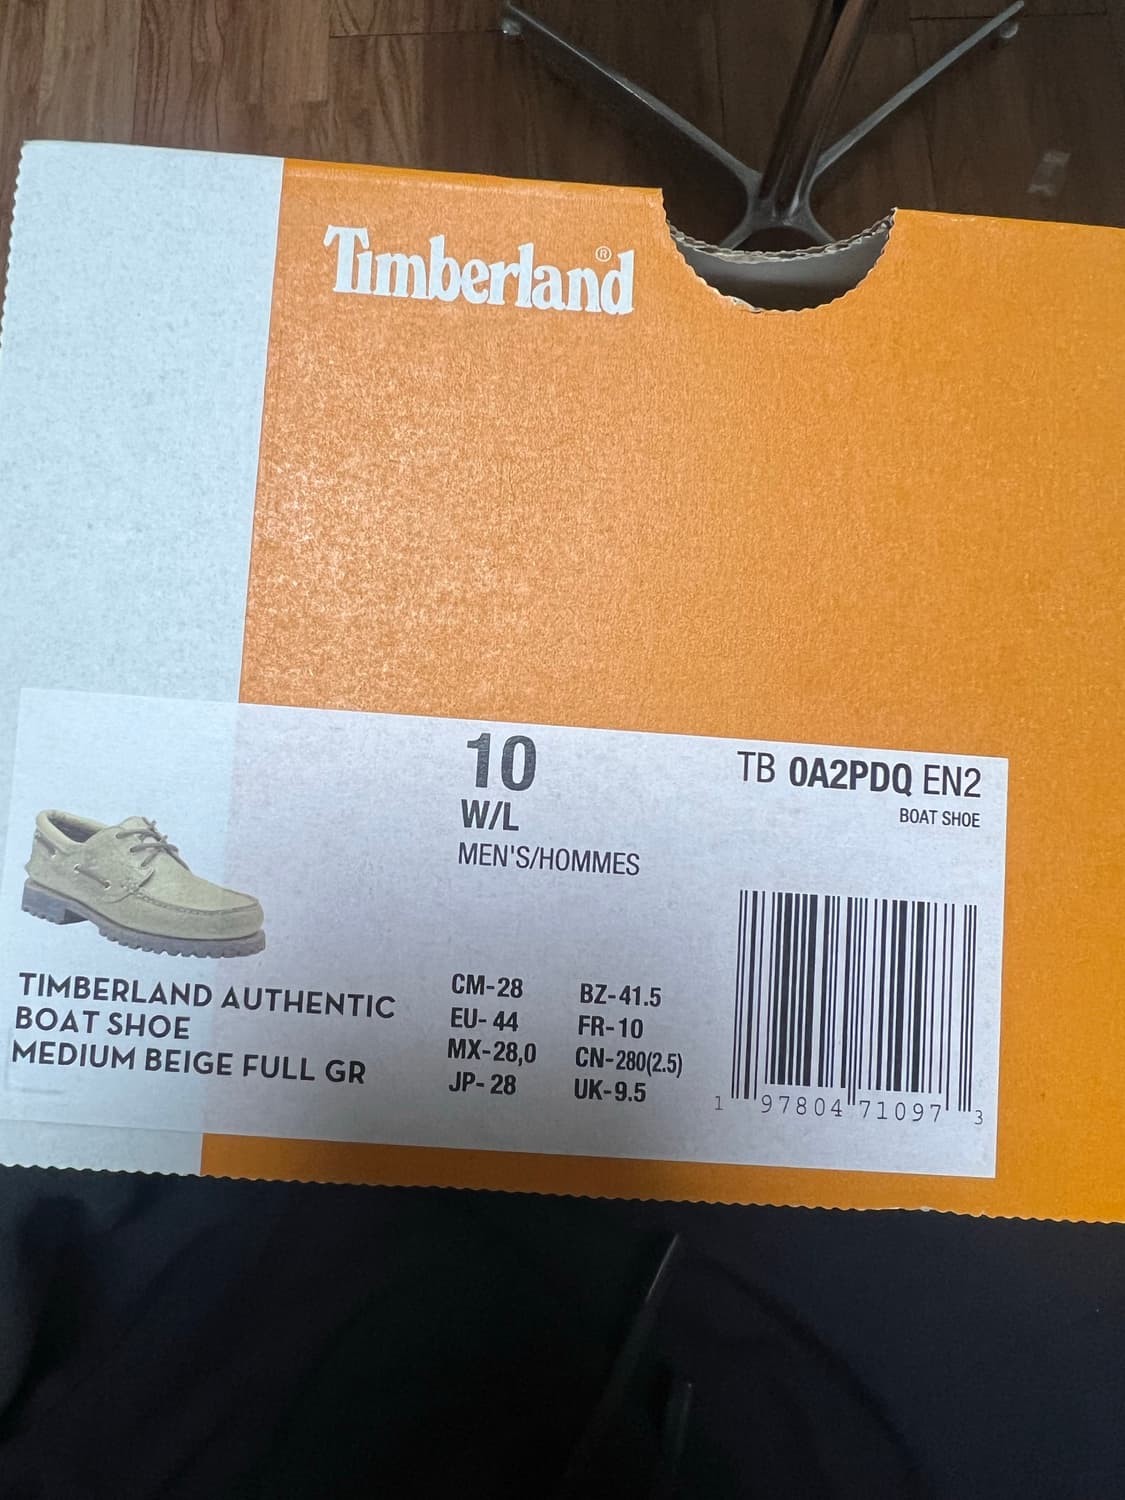 Timberland®
10
W/L
MEN'S/HOMMES
TB 0A2PDQ EN2
BOAT SHOE
TIMBERLAND AUTHENTIC
BOAT SHOE
MEDIUM BEIGE FULL GR
CM-28
EU- 44
MX-28,0
JP- 28
BZ-41.5
FR-10
CN-280(2.5)
UK-9.5
1 97804 71097 3